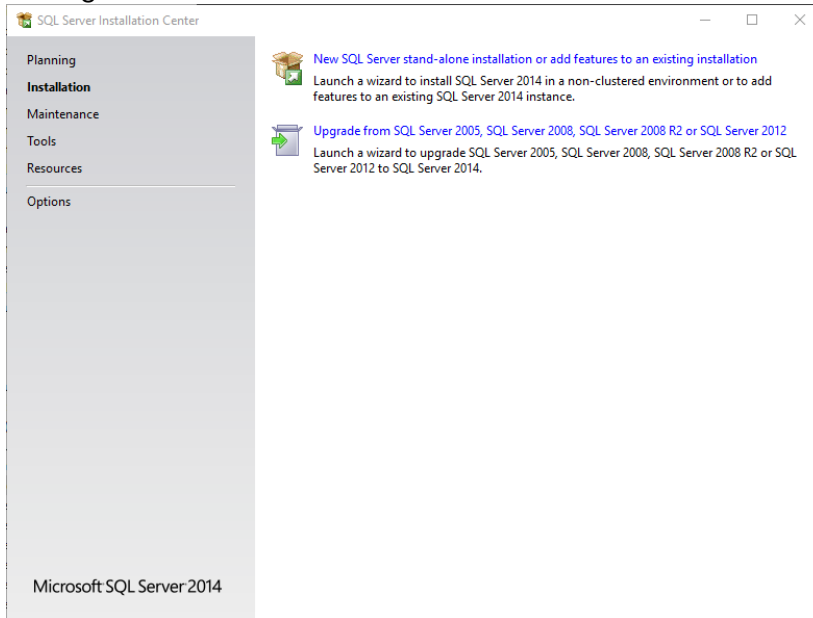 SQL Server Installation Center
Planning
Installation
Maintenance
Tools
Resources
Options
New SQL Server stand-alone installation or add features to an existing installation
Launch a wizard to install SQL Server 2014 in a non-clustered environment or to add
features to an existing SQL Server 2014 instance.
Upgrade from SQL Server 2005, SQL Server 2008, SQL Server 2008 R2 or SQL Server 2012
Launch a wizard to upgrade SQL Server 2005, SQL Server 2008, SQL Server 2008 R2 or SQL
Server 2012 to SQL Server 2014.
Microsoft SQL Server 2014